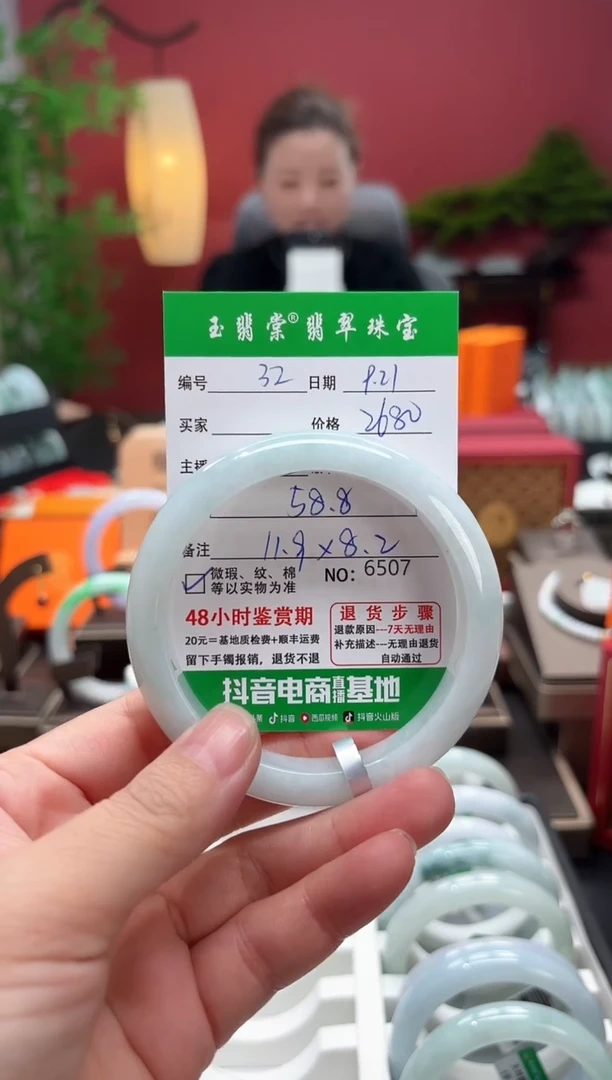 玉翡棠®翡翠珠宝
编号 32 日期 9.21
买家 价格 2680
主播
58.8
备注 11.9×8.2
微瑕、纹、棉 NO: 6507
等以实物为准
48小时鉴赏期
20元=基地质检费+顺丰运费
留下手镯报销，退货不退
退货步骤
退款原因---7天无理由
补充描述---无理由退货
自动通过
抖音电商直播基地
抖音 西瓜视频 抖音火山版